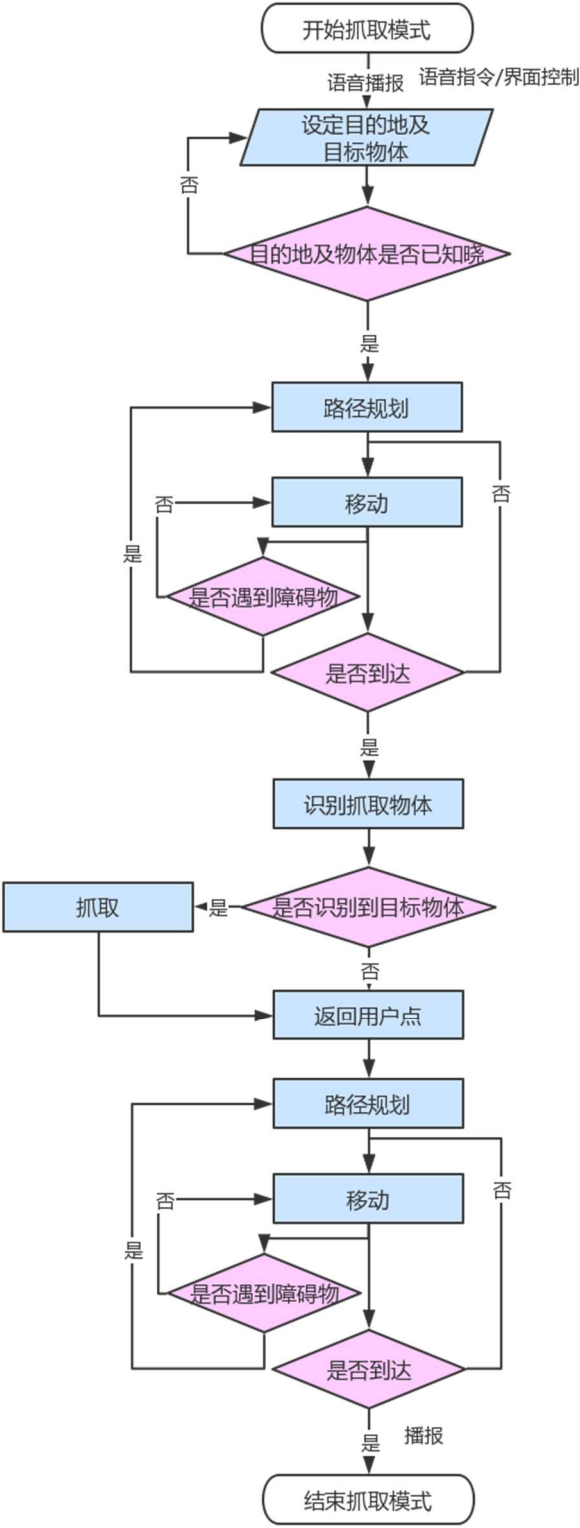 开始抓取模式
语音播报
语音指令/界面控制
设定目的地及
目标物体
否
目的地及物体是否已知晓
是
路径规划
否
否
移动
是
是否遇到障碍物
是否到达
是
识别抓取物体
抓取
是
是否识别到目标物体
否
返回用户点
路径规划
否
否
移动
是
是否遇到障碍物
是否到达
播报
是
结束抓取模式